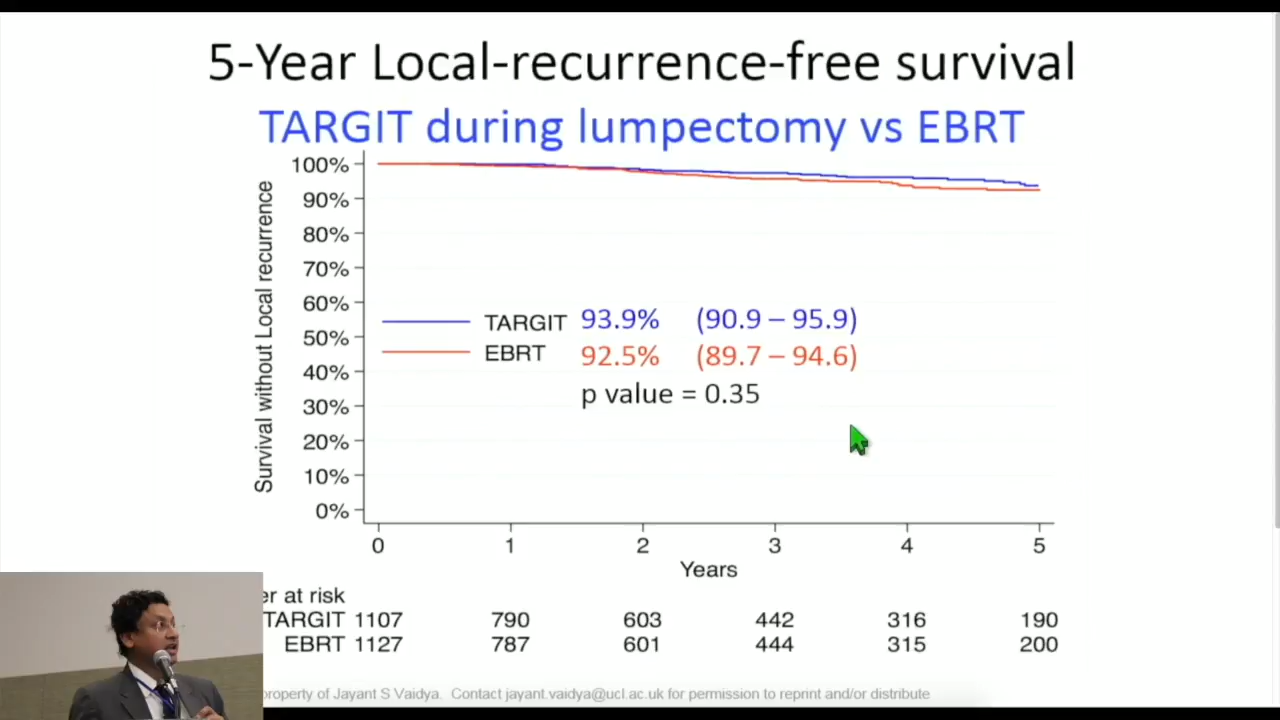 5-Year Local-recurrence-free survival
TARGIT during lumpectomy vs EBRT
100%
90%
80%
70%
60%
50%
40%
30%
20%
10%
0%
Survival without Local recurrence
TARGIT 93.9% (90.9 – 95.9)
EBRT 92.5% (89.7 – 94.6)
p value = 0.35
0 1 2 3 4 5
Years
er at risk
TARGIT 1107 790 603 442 316 190
EBRT 1127 787 601 444 315 200
property of Jayant S Vaidya. Contact jayant.vaidya@ucl.ac.uk for permission to reprint and/or distribute